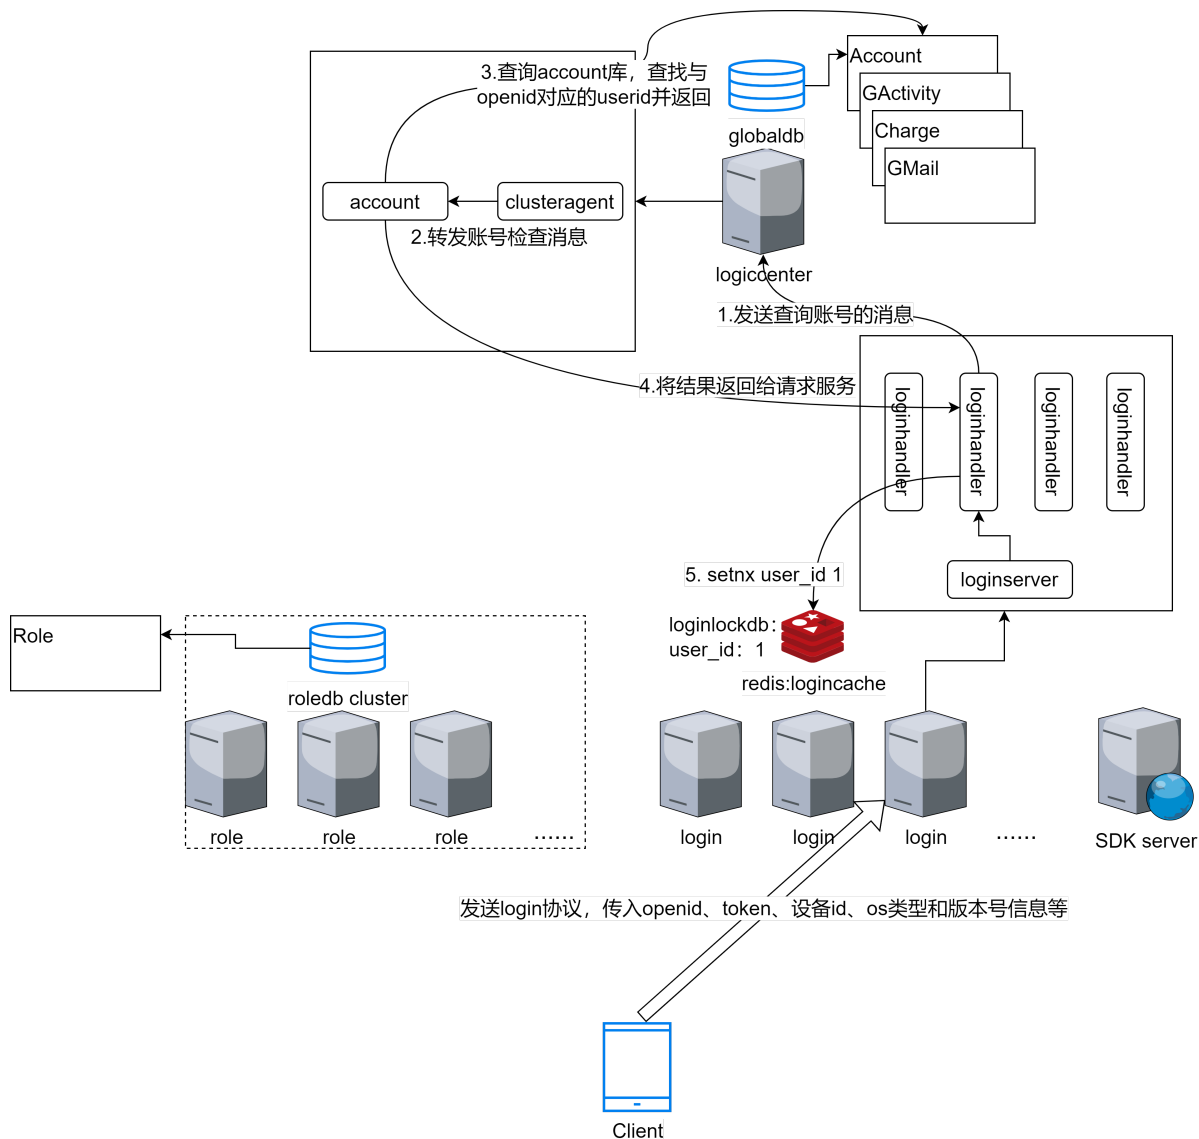 3.查询account库，查找与
openid对应的userid并返回
globaldb
Account
GActivity
Charge
GMail
account
clusteragent
2.转发账号检查消息
logiccenter
1.发送查询账号的消息
4.将结果返回给请求服务
loginhandler
loginhandler
loginhandler
loginhandler
loginserver
5. setnx user_id 1
loginlockdb：
user_id：1
redis:logincache
Role
roledb cluster
role
role
role
......
login
login
login
......
SDK server
发送login协议，传入openid、token、设备id、os类型和版本号信息等
Client